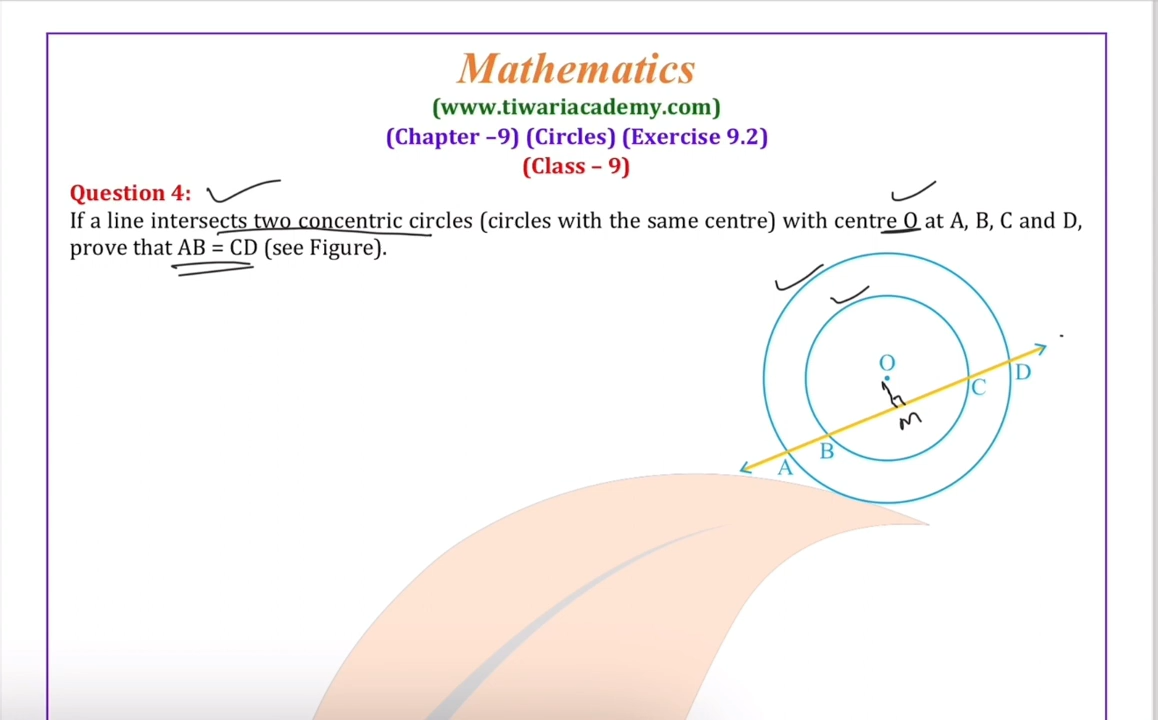 Mathematics
(www.tiwariacademy.com)
(Chapter –9) (Circles) (Exercise 9.2)
(Class – 9)
Question 4:
If a line intersects two concentric circles (circles with the same centre) with centre O at A, B, C and D,
prove that AB = CD (see Figure).
O
D
C
M
B
A